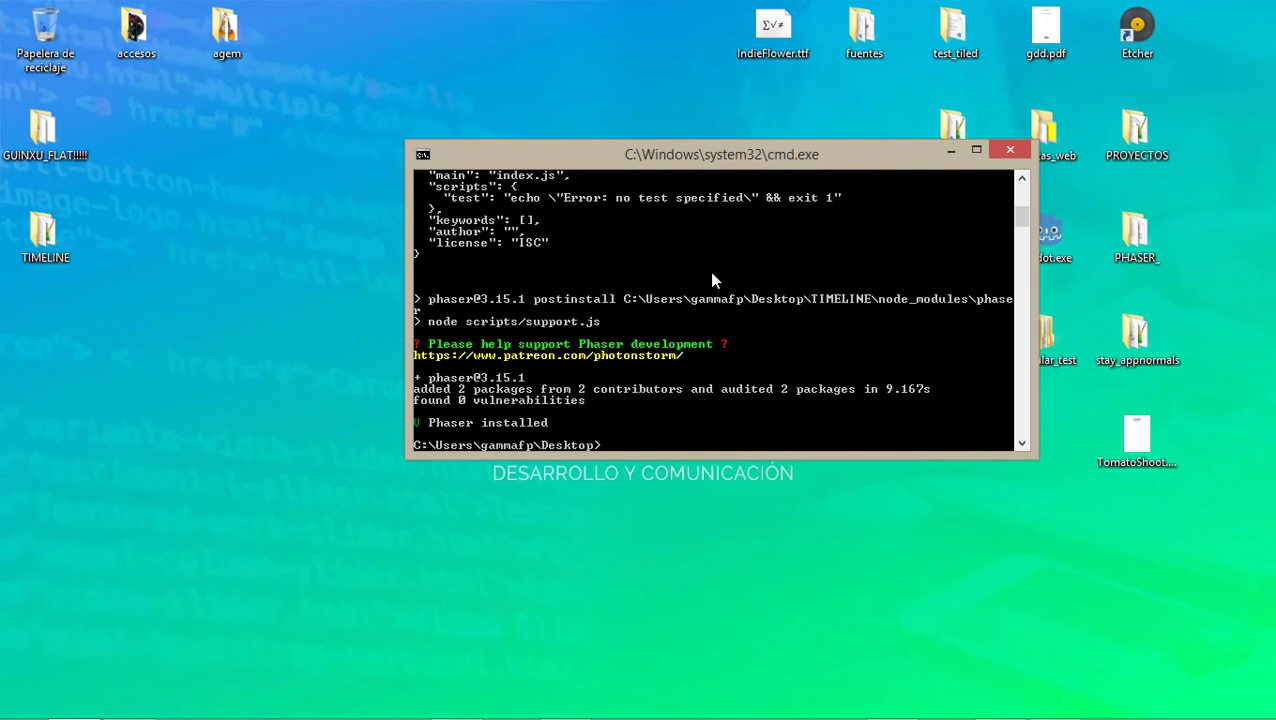 Papelera de
reciclaje
accesos
agem
IndieFlower.ttf
fuentes
test_tiled
gdd.pdf
Etcher
GUINXU_FLAT!!!!!
as_web
PROYECTOS
TIMELINE
dot.exe
PHASER_
lar_test
stay_appnormals
TomatoShoot....
C:\Windows\system32\cmd.exe
"main": "index.js",
"scripts": {
"test": "echo \"Error: no test specified\" && exit 1"
},
"keywords": [],
"author": "",
"license": "ISC"
}
> phaser@3.15.1 postinstall C:\Users\gammafp\Desktop\TIMELINE\node_modules\phase
r
> node scripts/support.js
? Please help support Phaser development ?
https://www.patreon.com/photonstorm/
+ phaser@3.15.1
added 2 packages from 2 contributors and audited 2 packages in 9.167s
found 0 vulnerabilities
V Phaser installed
C:\Users\gammafp\Desktop>
DESARROLLO Y COMUNICACIÓN